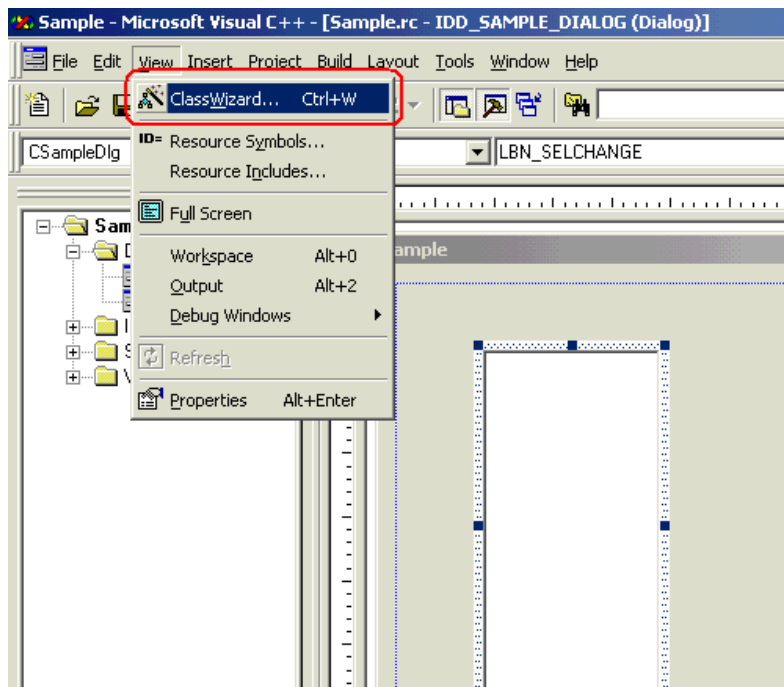 Sample - Microsoft Visual C++ - [Sample.rc - IDD_SAMPLE_DIALOG (Dialog)]
File Edit View Insert Project Build Layout Tools Window Help
ClassWizard... Ctrl+W
CSampleDlg LBN_SELCHANGE
ID= Resource Symbols...
Resource Includes...
Full Screen
Workspace Alt+0
Output Alt+2
Debug Windows
Refresh
Properties Alt+Enter